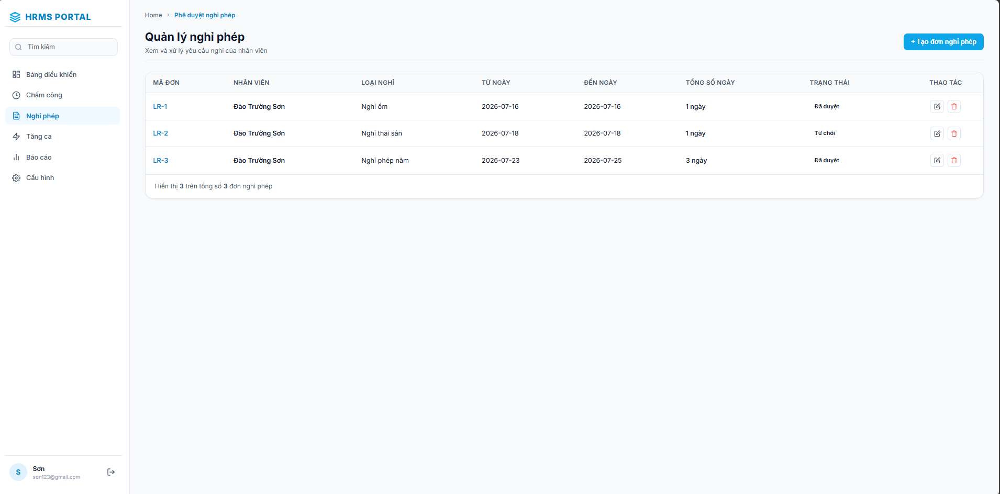 HRMS PORTAL
Tìm kiếm
Bảng điều khiển
Chấm công
Nghỉ phép
Tăng ca
Báo cáo
Cấu hình
S
Sơn
son123@gmail.com
Home › Phê duyệt nghỉ phép
Quản lý nghỉ phép
Xem và xử lý yêu cầu nghỉ của nhân viên
+ Tạo đơn nghỉ phép
MÃ ĐƠN NHÂN VIÊN LOẠI NGHỈ TỪ NGÀY ĐẾN NGÀY TỔNG SỐ NGÀY TRẠNG THÁI THAO TÁC
LR-1 Đào Trường Sơn Nghỉ ốm 2026-07-16 2026-07-16 1 ngày Đã duyệt
LR-2 Đào Trường Sơn Nghỉ thai sản 2026-07-18 2026-07-18 1 ngày Từ chối
LR-3 Đào Trường Sơn Nghỉ phép năm 2026-07-23 2026-07-25 3 ngày Đã duyệt
Hiển thị 3 trên tổng số 3 đơn nghỉ phép